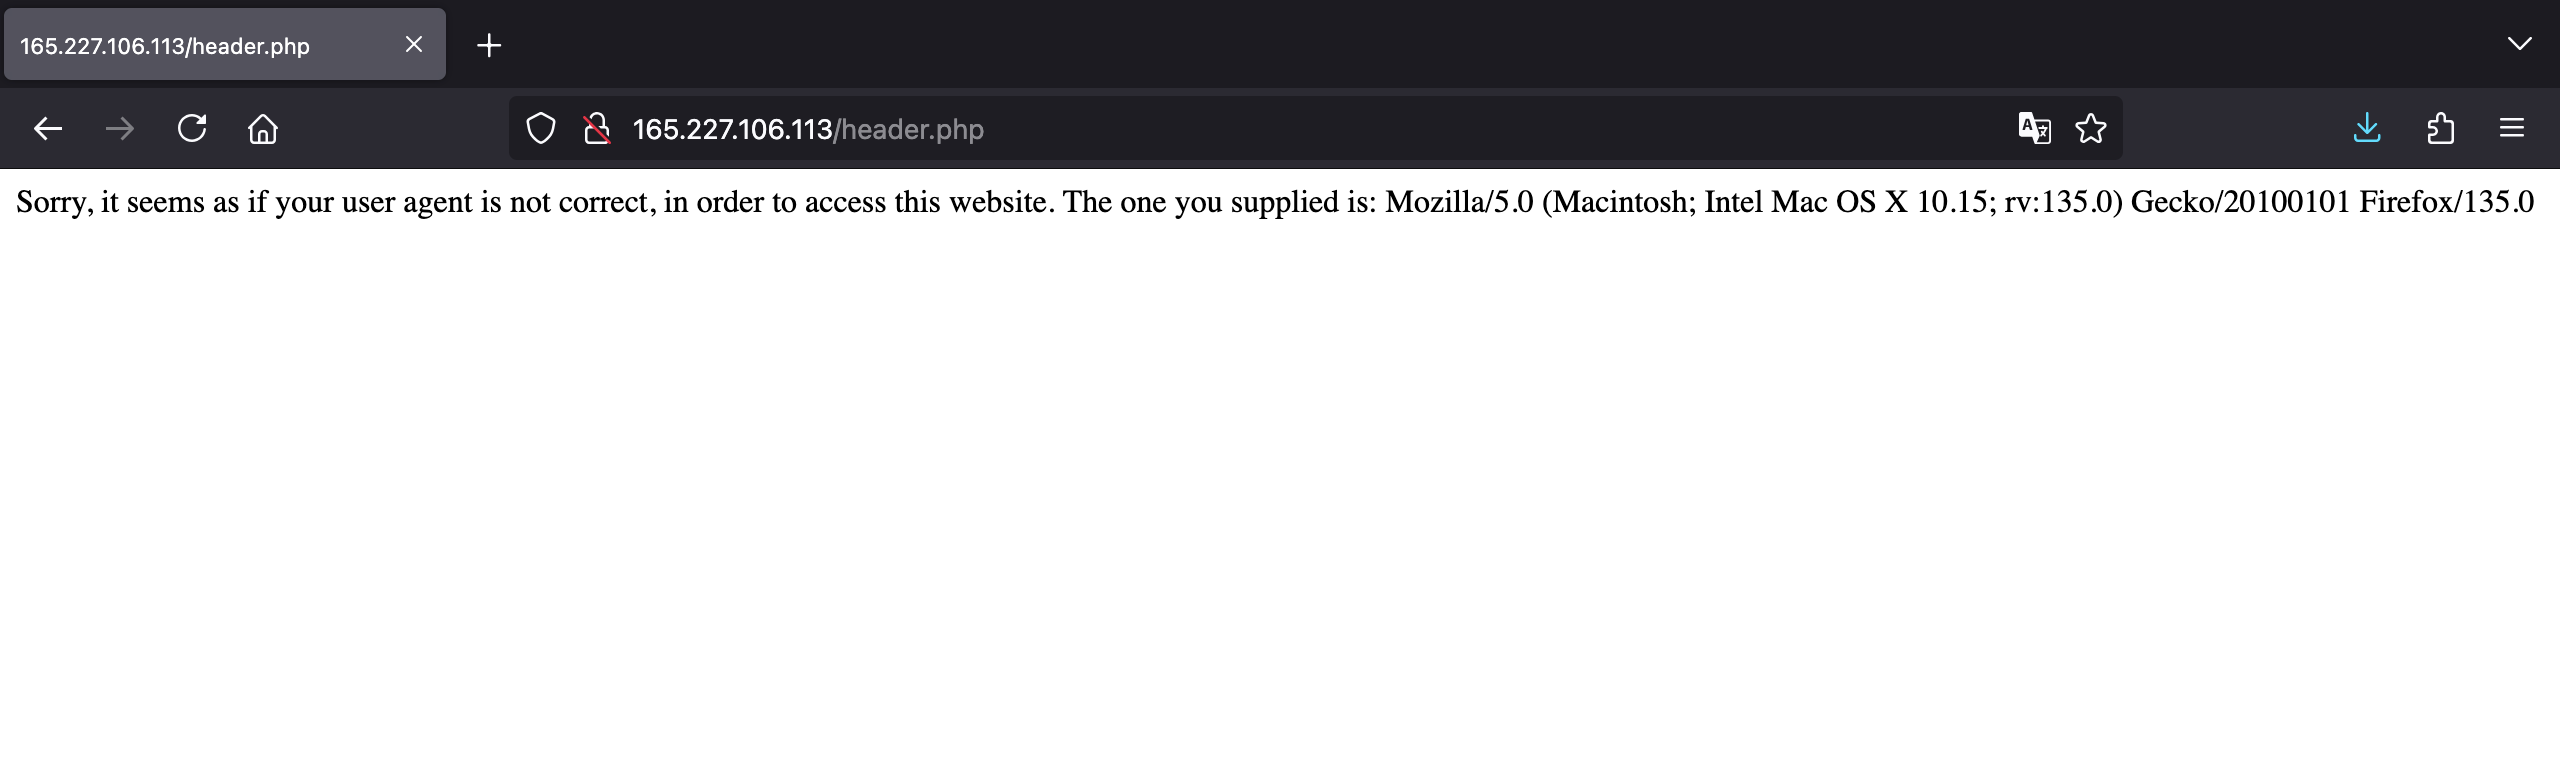 165.227.106.113/header.php
165.227.106.113/header.php
Sorry, it seems as if your user agent is not correct, in order to access this website. The one you supplied is: Mozilla/5.0 (Macintosh; Intel Mac OS X 10.15; rv:135.0) Gecko/20100101 Firefox/135.0